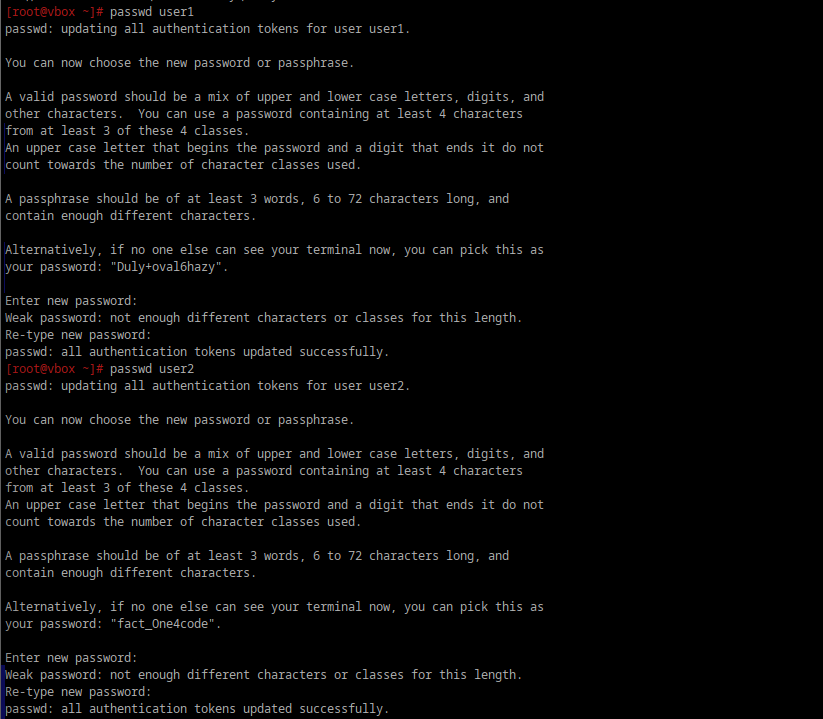 [root@vbox ~]# passwd user1
passwd: updating all authentication tokens for user user1.
You can now choose the new password or passphrase.
A valid password should be a mix of upper and lower case letters, digits, and
other characters.  You can use a password containing at least 4 characters
from at least 3 of these 4 classes.
An upper case letter that begins the password and a digit that ends it do not
count towards the number of character classes used.
A passphrase should be of at least 3 words, 6 to 72 characters long, and
contain enough different characters.
Alternatively, if no one else can see your terminal now, you can pick this as
your password: "Duly+oval6hazy".
Enter new password:
Weak password: not enough different characters or classes for this length.
Re-type new password:
passwd: all authentication tokens updated successfully.
[root@vbox ~]# passwd user2
passwd: updating all authentication tokens for user user2.
You can now choose the new password or passphrase.
A valid password should be a mix of upper and lower case letters, digits, and
other characters.  You can use a password containing at least 4 characters
from at least 3 of these 4 classes.
An upper case letter that begins the password and a digit that ends it do not
count towards the number of character classes used.
A passphrase should be of at least 3 words, 6 to 72 characters long, and
contain enough different characters.
Alternatively, if no one else can see your terminal now, you can pick this as
your password: "fact_One4code".
Enter new password:
Weak password: not enough different characters or classes for this length.
Re-type new password:
passwd: all authentication tokens updated successfully.